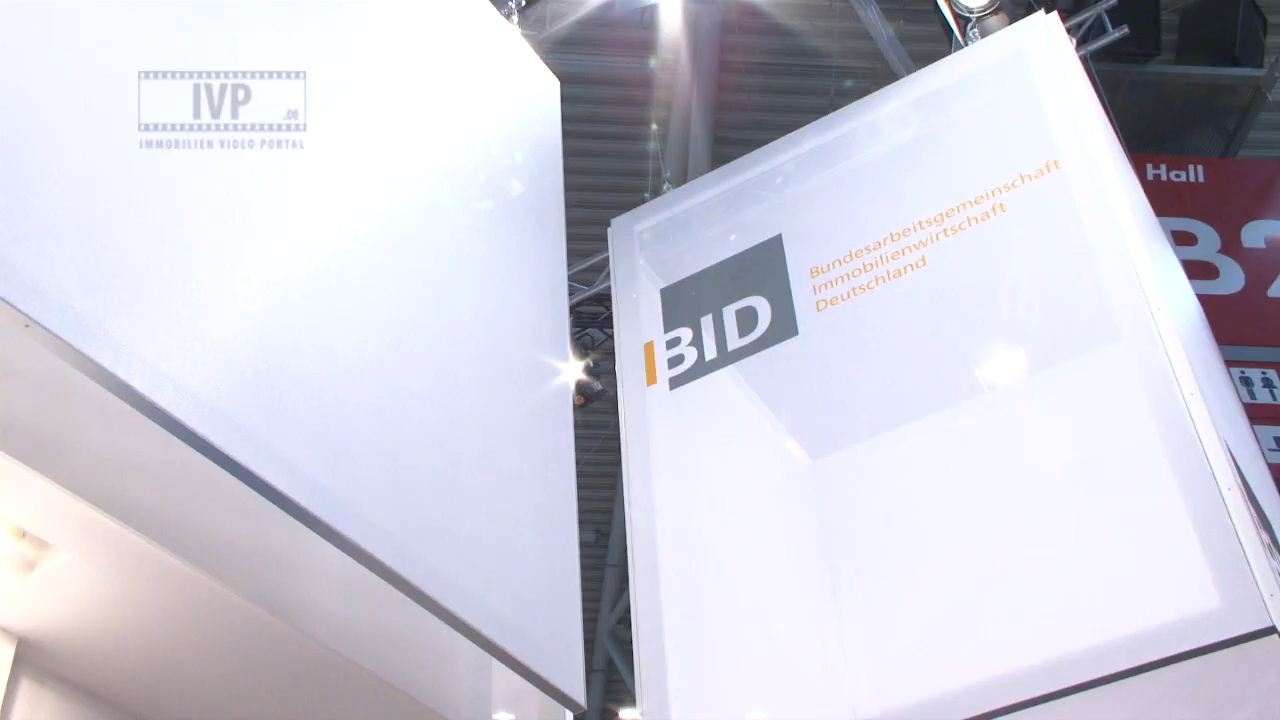 IVP
.DE
IMMOBILIEN VIDEO PORTAL
Hall
BID
Bundesarbeitsgemeinschaft
Immobilienwirtschaft
Deutschland